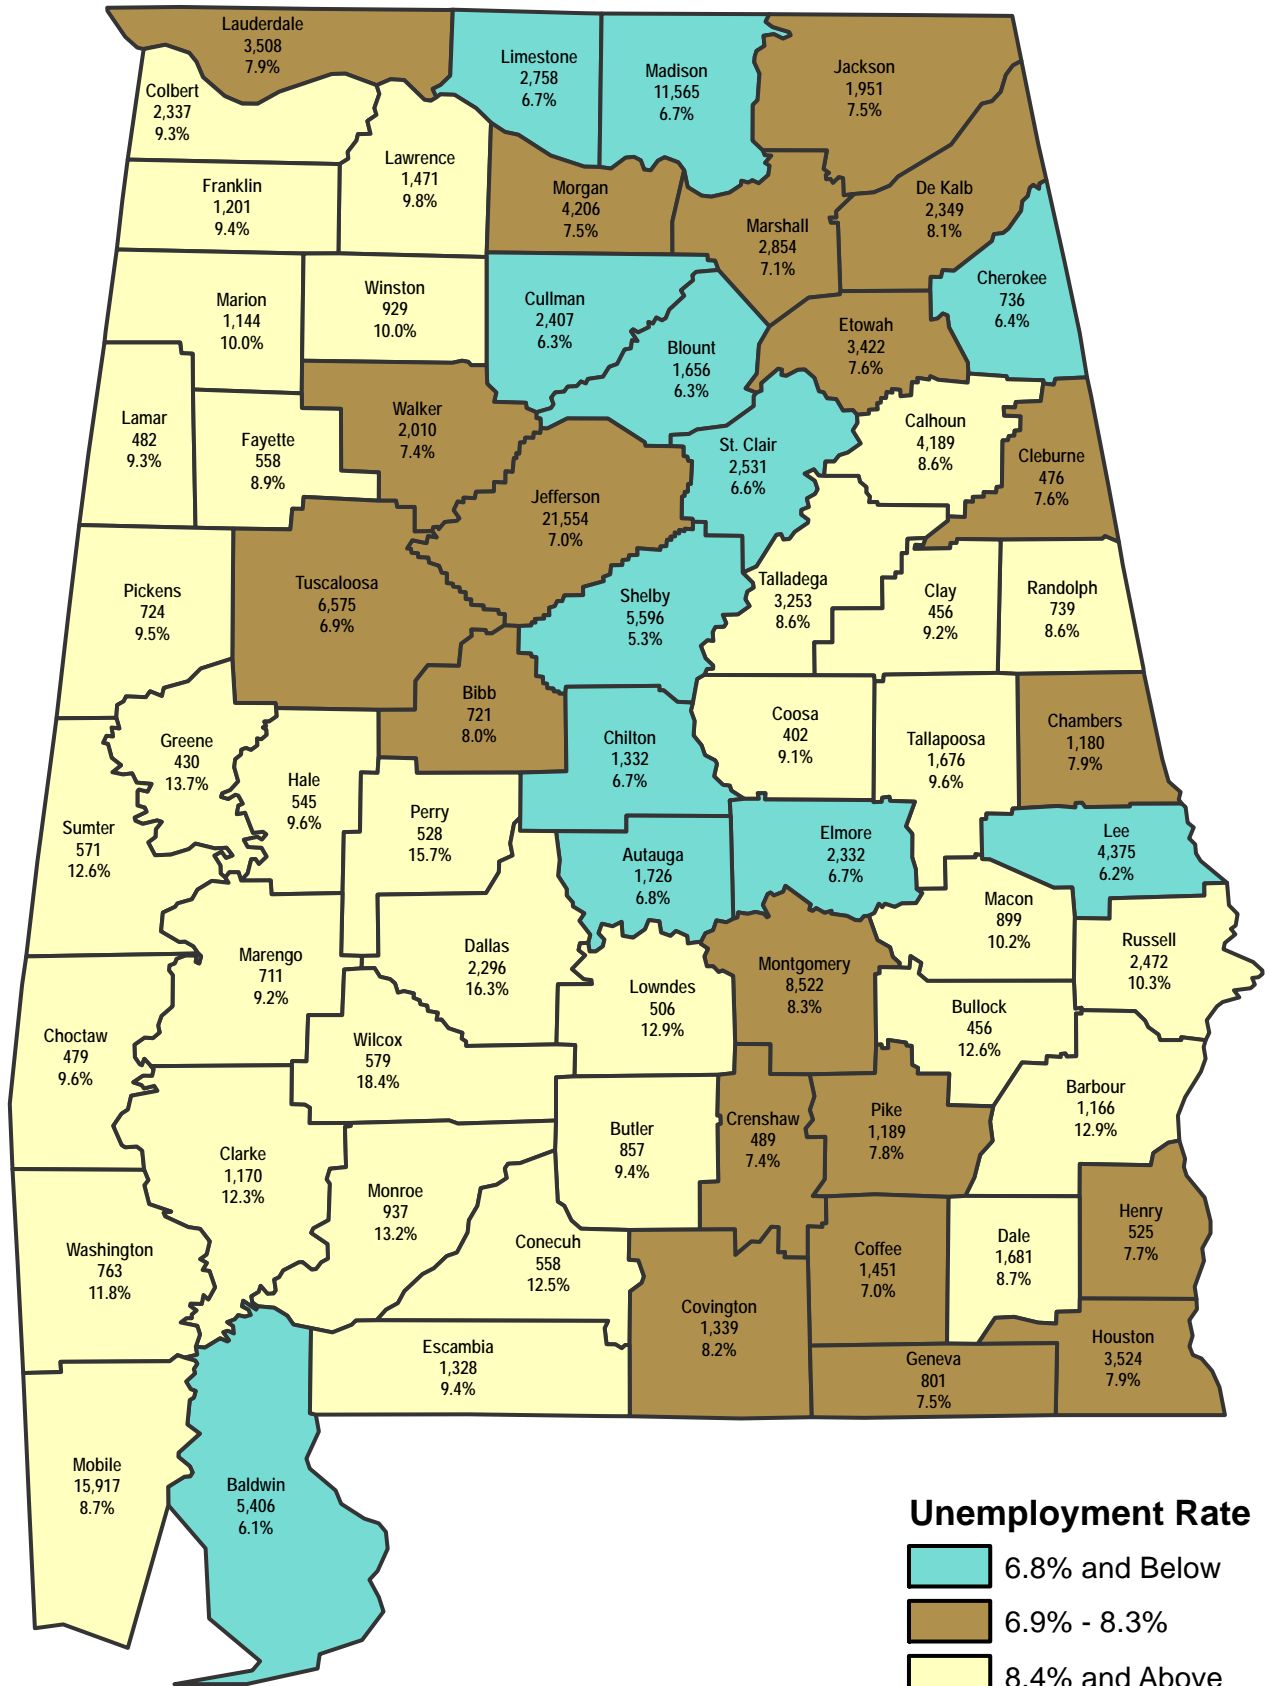 Lauderdale
3,508
7.9%
Limestone
2,758
6.7%
Madison
11,565
6.7%
Jackson
1,951
7.5%
Colbert
2,337
9.3%
Lawrence
1,471
9.8%
Franklin
1,201
9.4%
Morgan
4,206
7.5%
Marshall
2,854
7.1%
De Kalb
2,349
8.1%
Cherokee
736
6.4%
Marion
1,144
10.0%
Winston
929
10.0%
Cullman
2,407
6.3%
Blount
1,656
6.3%
Etowah
3,422
7.6%
Lamar
482
9.3%
Fayette
558
8.9%
Walker
2,010
7.4%
Jefferson
21,554
7.0%
St. Clair
2,531
6.6%
Calhoun
4,189
8.6%
Cleburne
476
7.6%
Pickens
724
9.5%
Tuscaloosa
6,575
6.9%
Shelby
5,596
5.3%
Talladega
3,253
8.6%
Clay
456
9.2%
Randolph
739
8.6%
Greene
430
13.7%
Hale
545
9.6%
Bibb
721
8.0%
Chilton
1,332
6.7%
Coosa
402
9.1%
Tallapoosa
1,676
9.6%
Chambers
1,180
7.9%
Sumter
571
12.6%
Perry
528
15.7%
Autauga
1,726
6.8%
Elmore
2,332
6.7%
Lee
4,375
6.2%
Macon
899
10.2%
Russell
2,472
10.3%
Marengo
711
9.2%
Dallas
2,296
16.3%
Lowndes
506
12.9%
Montgomery
8,522
8.3%
Bullock
456
12.6%
Choctaw
479
9.6%
Wilcox
579
18.4%
Barbour
1,166
12.9%
Clarke
1,170
12.3%
Butler
857
9.4%
Crenshaw
489
7.4%
Pike
1,189
7.8%
Monroe
937
13.2%
Washington
763
11.8%
Conecuh
558
12.5%
Coffee
1,451
7.0%
Dale
1,681
8.7%
Henry
525
7.7%
Covington
1,339
8.2%
Escambia
1,328
9.4%
Geneva
801
7.5%
Houston
3,524
7.9%
Mobile
15,917
8.7%
Baldwin
5,406
6.1%
Unemployment Rate
6.8% and Below
6.9% - 8.3%
8.4% and Above